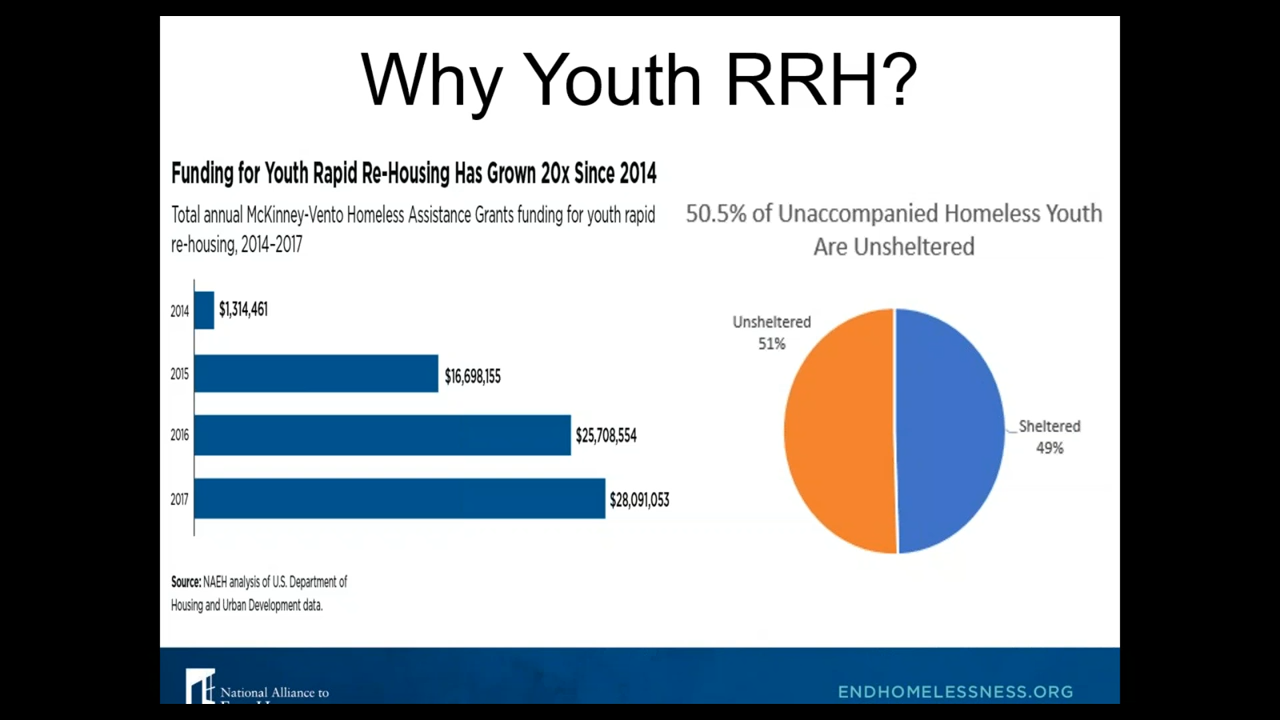 Why Youth RRH?
Funding for Youth Rapid Re-Housing Has Grown 20x Since 2014
Total annual McKinney-Vento Homeless Assistance Grants funding for youth rapid
re-housing, 2014-2017
2014
$1,314,461
2015
$16,698,155
2016
$25,708,554
2017
$28,091,053
Source: NAEH analysis of U.S. Department of
Housing and Urban Development data.
50.5% of Unaccompanied Homeless Youth
Are Unsheltered
Unsheltered
51%
Sheltered
49%
National Alliance to
ENDHOMELESSNESS.ORG